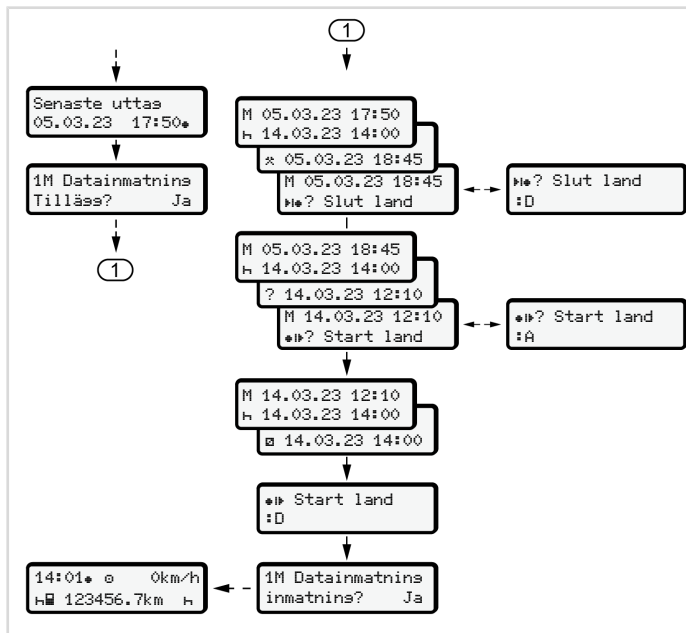 1
Senaste uttag
05.03.23 17:50●
1M Datainmatning
Tillägg? Ja
1
M 05.03.23 17:50
h 14.03.23 14:00
⚒ 05.03.23 18:45
M 05.03.23 18:45
▶I●? Slut land
▶I●? Slut land
:D
M 05.03.23 18:45
h 14.03.23 14:00
? 14.03.23 12:10
M 14.03.23 12:10
●I▶? Start land
●I▶? Start land
:A
M 14.03.23 12:10
h 14.03.23 14:00
⧄ 14.03.23 14:00
●I▶ Start land
:D
14:01● ⊙ 0km/h
h 123456.7km h
1M Datainmatning
inmatning? Ja